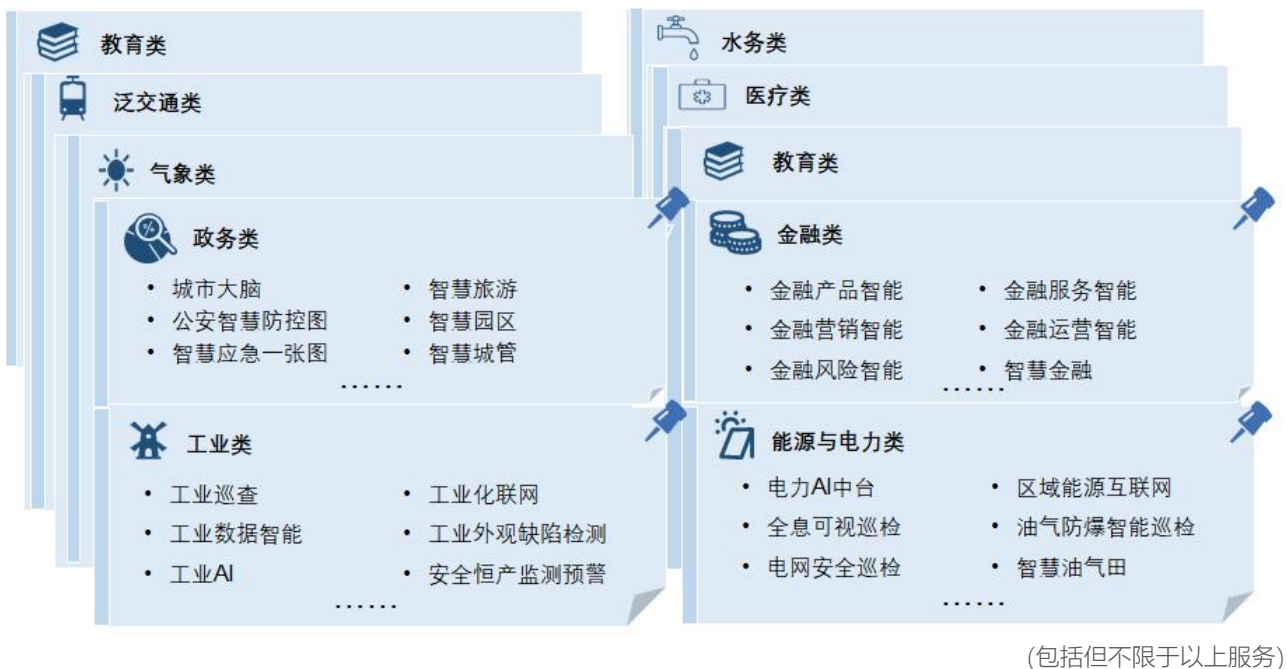 教育类
泛交通类
气象类
政务类
• 城市大脑
• 公安智慧防控图
• 智慧应急一张图
• 智慧旅游
• 智慧园区
• 智慧城管
······
工业类
• 工业巡查
• 工业数据智能
• 工业AI
• 工业化联网
• 工业外观缺陷检测
• 安全恒产监测预警
······
水务类
医疗类
教育类
金融类
• 金融产品智能
• 金融营销智能
• 金融风险智能
• 金融服务智能
• 金融运营智能
• 智慧金融
······
能源与电力类
• 电力AI中台
• 全息可视巡检
• 电网安全巡检
• 区域能源互联网
• 油气防爆智能巡检
• 智慧油气田
······
(包括但不限于以上服务)